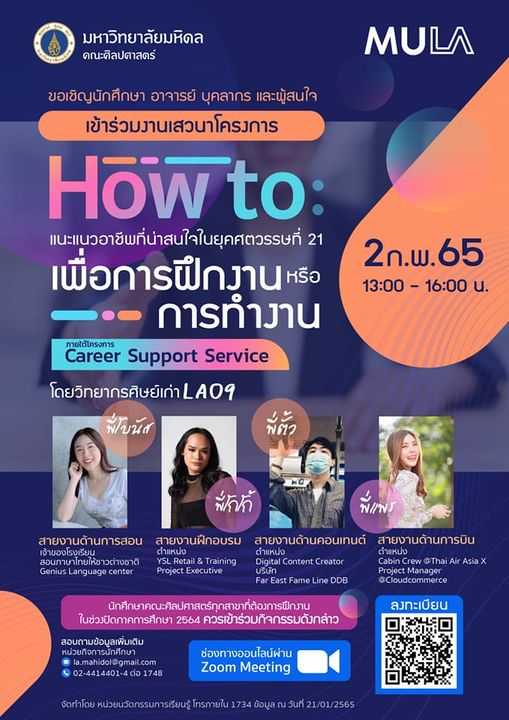 มหาวิทยาลัยมหิดล
คณะศิลปศาสตร์
MULA
ขอเชิญนักศึกษา อาจารย์ บุคลากร และผู้สนใจ
เข้าร่วมงานเสวนาโครงการ
How to:
แนะแนวอาชีพที่น่าสนใจในยุคศตวรรษที่ 21
เพื่อการฝึกงาน หรือ
การทำงาน
2 ก.พ. 65
13:00 - 16:00 น.
ภายใต้โครงการ
Career Support Service
โดยวิทยากรศิษย์เก่า LA09
พี่โบนัส
พี่กั๊กกี้
พี่ตั้ว
พี่แพร
สายงานด้านการสอน
เจ้าของโรงเรียน
สอนภาษาไทยให้ชาวต่างชาติ
Genius Language center
สายงานฝึกอบรม
ตำแหน่ง
YSL Retail & Training
Project Executive
สายงานด้านคอนเทนต์
ตำแหน่ง
Digital Content Creator
บริษัท
Far East Fame Line DDB
สายงานด้านการบิน
ตำแหน่ง
Cabin Crew @Thai Air Asia X
Project Manager
@Cloudcommerce
นักศึกษาคณะศิลปศาสตร์ทุกสาขาที่ต้องการฝึกงาน
ในช่วงปิดภาคการศึกษา 2564 ควรเข้าร่วมกิจกรรมดังกล่าว
สอบถามข้อมูลเพิ่มเติม
หน่วยกิจการนักศึกษา
la.mahidol@gmail.com
02-4414401-4 ต่อ 1748
ช่องทางออนไลน์ผ่าน
Zoom Meeting
ลงทะเบียน
จัดทำโดย หน่วยนวัตกรรมการเรียนรู้ โทรภายใน 1734 ข้อมูล ณ วันที่ 21/01/2565